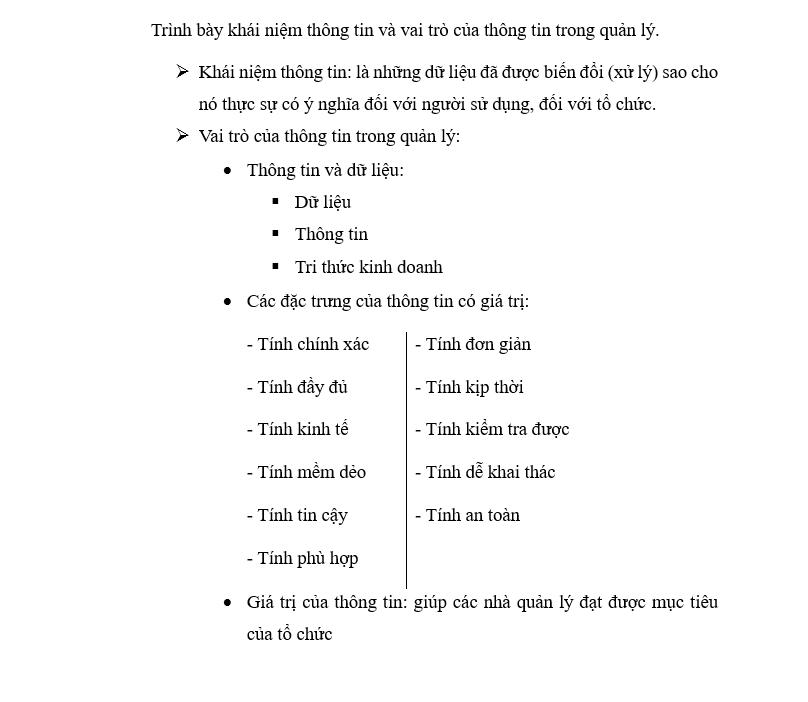 Trình bày khái niệm thông tin và vai trò của thông tin trong quản lý.
➢ Khái niệm thông tin: là những dữ liệu đã được biến đổi (xử lý) sao cho
nó thực sự có ý nghĩa đối với người sử dụng, đối với tổ chức.
➢ Vai trò của thông tin trong quản lý:
• Thông tin và dữ liệu:
▪ Dữ liệu
▪ Thông tin
▪ Tri thức kinh doanh
• Các đặc trưng của thông tin có giá trị:
- Tính chính xác
- Tính đầy đủ
- Tính kinh tế
- Tính mềm dẻo
- Tính tin cậy
- Tính phù hợp
- Tính đơn giản
- Tính kịp thời
- Tính kiểm tra được
- Tính dễ khai thác
- Tính an toàn
• Giá trị của thông tin: giúp các nhà quản lý đạt được mục tiêu
của tổ chức